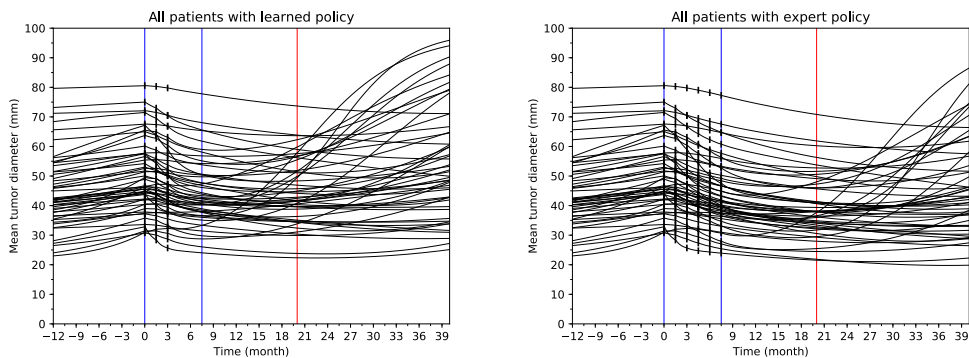 All patients with learned policy
100
90
80
70
60
50
40
30
20
10
0
Mean tumor diameter (mm)
−12 −9 −6 −3 0 3 6 9 12 15 18 21 24 27 30 33 36 39
Time (month)
All patients with expert policy
100
90
80
70
60
50
40
30
20
10
0
Mean tumor diameter (mm)
−12 −9 −6 −3 0 3 6 9 12 15 18 21 24 27 30 33 36 39
Time (month)